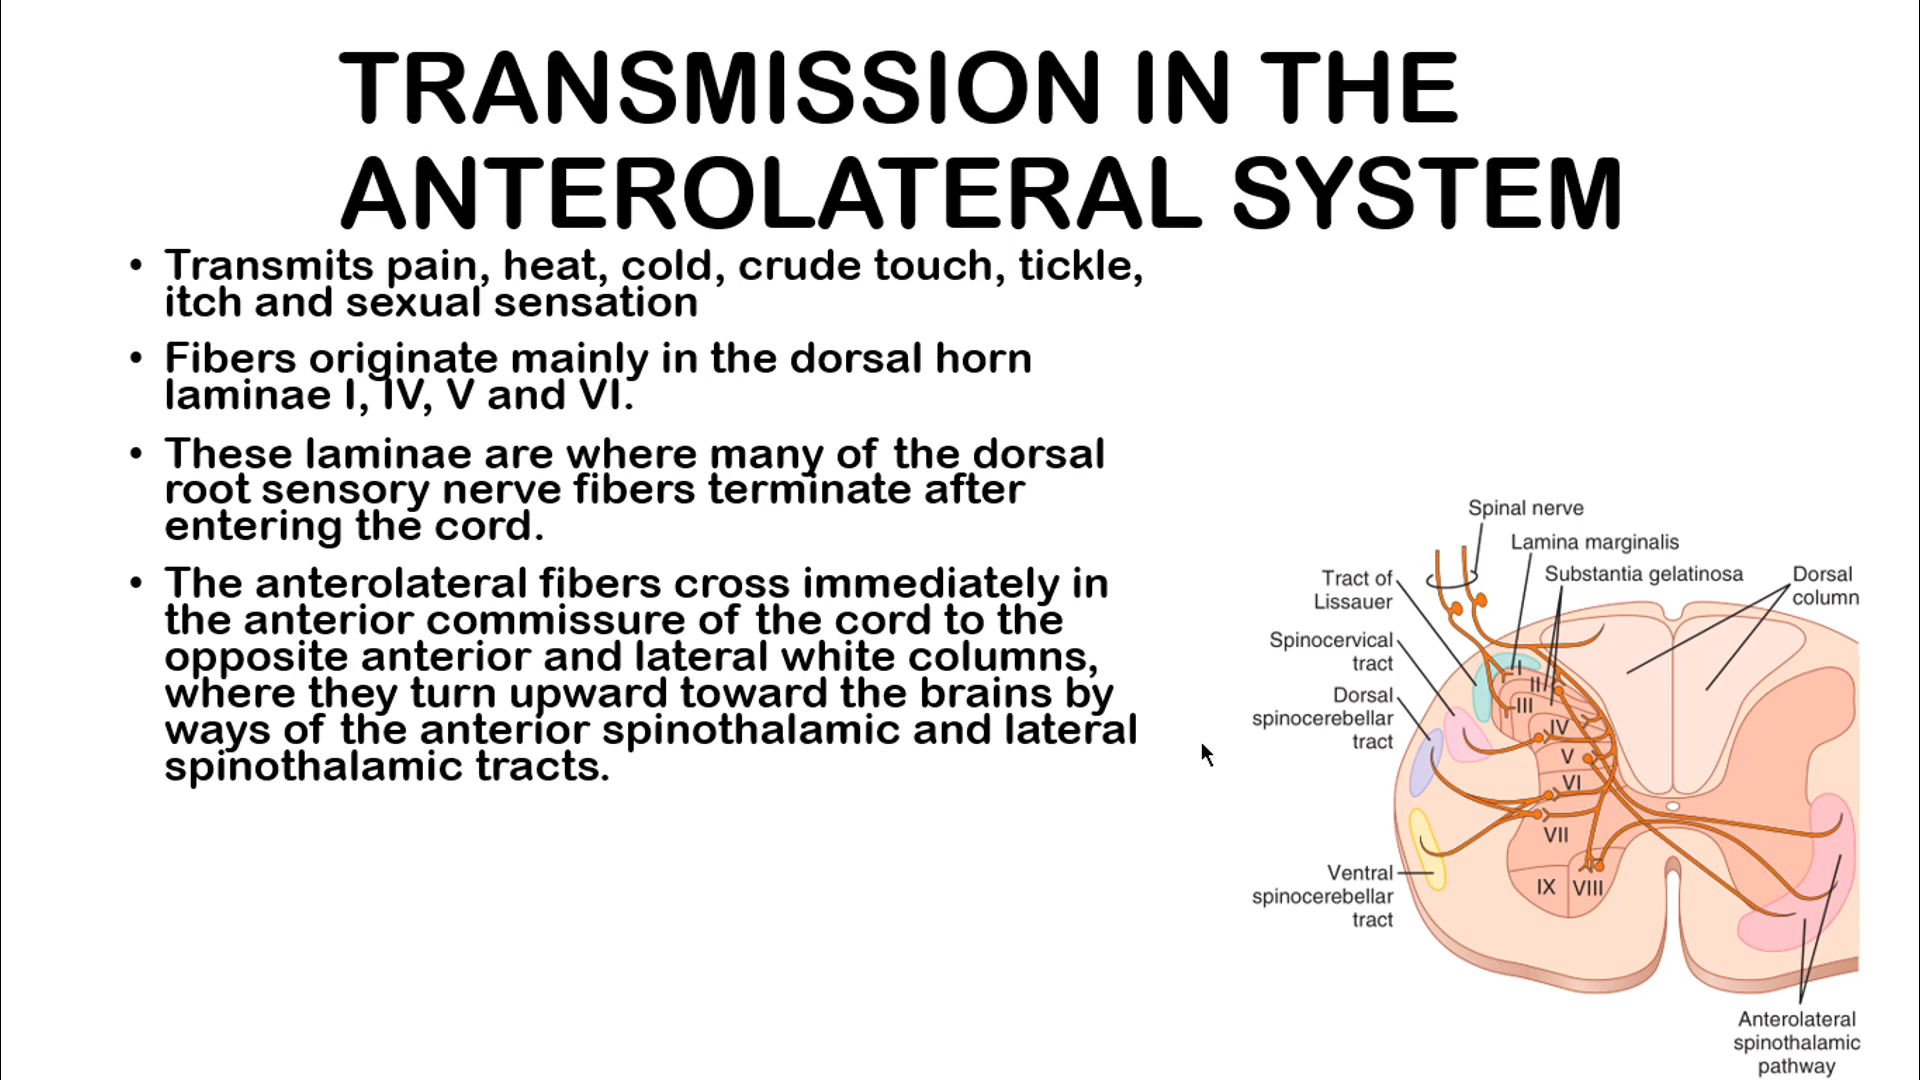 TRANSMISSION IN THE
ANTEROLATERAL SYSTEM
• Transmits pain, heat, cold, crude touch, tickle,
itch and sexual sensation
• Fibers originate mainly in the dorsal horn
laminae I, IV, V and VI.
• These laminae are where many of the dorsal
root sensory nerve fibers terminate after
entering the cord.
• The anterolateral fibers cross immediately in
the anterior commissure of the cord to the
opposite anterior and lateral white columns,
where they turn upward toward the brains by
ways of the anterior spinothalamic and lateral
spinothalamic tracts.
Spinal nerve
Lamina marginalis
Substantia gelatinosa
Dorsal
column
Tract of
Lissauer
Spinocervical
tract
Dorsal
spinocerebellar
tract
Ventral
spinocerebellar
tract
I
II
III
IV
V
VI
VII
IX
VIII
Anterolateral
spinothalamic
pathway